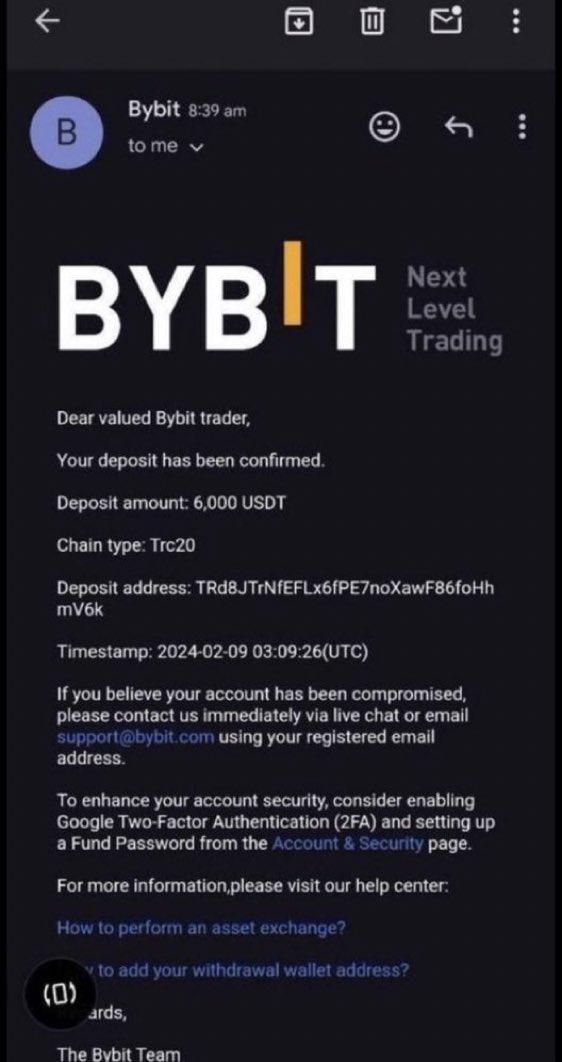 Bybit 8:39 am
B
to me
BYBIT
Next
Level
Trading
Dear valued Bybit trader,
Your deposit has been confirmed.
Deposit amount: 6,000 USDT
Chain type: Trc20
Deposit address: TRd8JTrNfEFLx6fPE7noXawF86foHh
mV6k
Timestamp: 2024-02-09 03:09:26(UTC)
If you believe your account has been compromised,
please contact us immediately via live chat or email
support@bybit.com using your registered email
address.
To enhance your account security, consider enabling
Google Two-Factor Authentication (2FA) and setting up
a Fund Password from the Account & Security page.
For more information,please visit our help center:
How to perform an asset exchange?
to add your withdrawal wallet address?
ards,
The Bybit Team